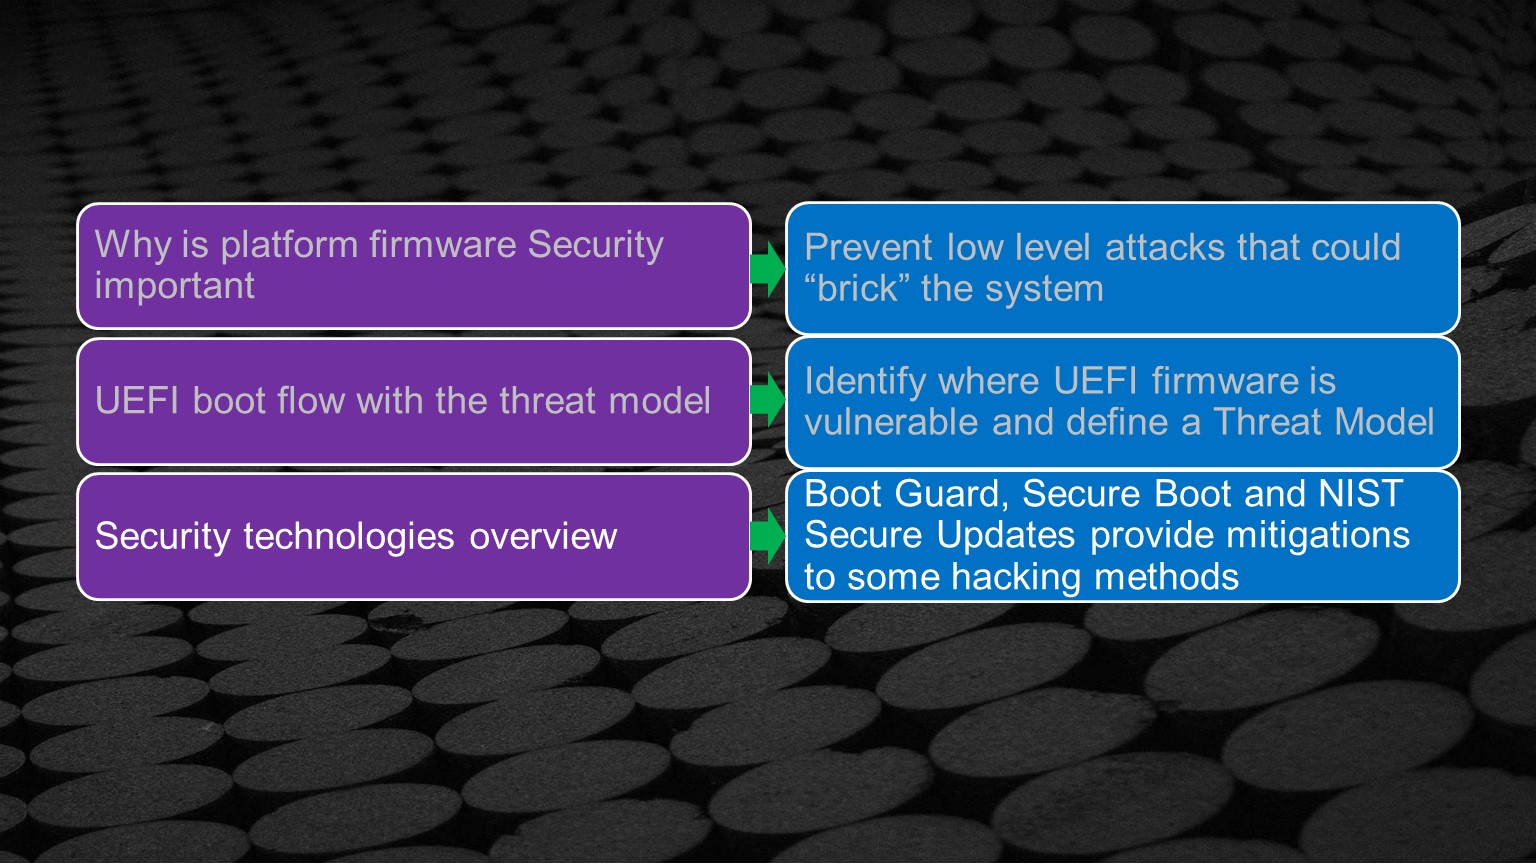 Why is platform firmware Security
important
Prevent low level attacks that could
“brick” the system
UEFI boot flow with the threat model
Identify where UEFI firmware is
vulnerable and define a Threat Model
Security technologies overview
Boot Guard, Secure Boot and NIST
Secure Updates provide mitigations
to some hacking methods